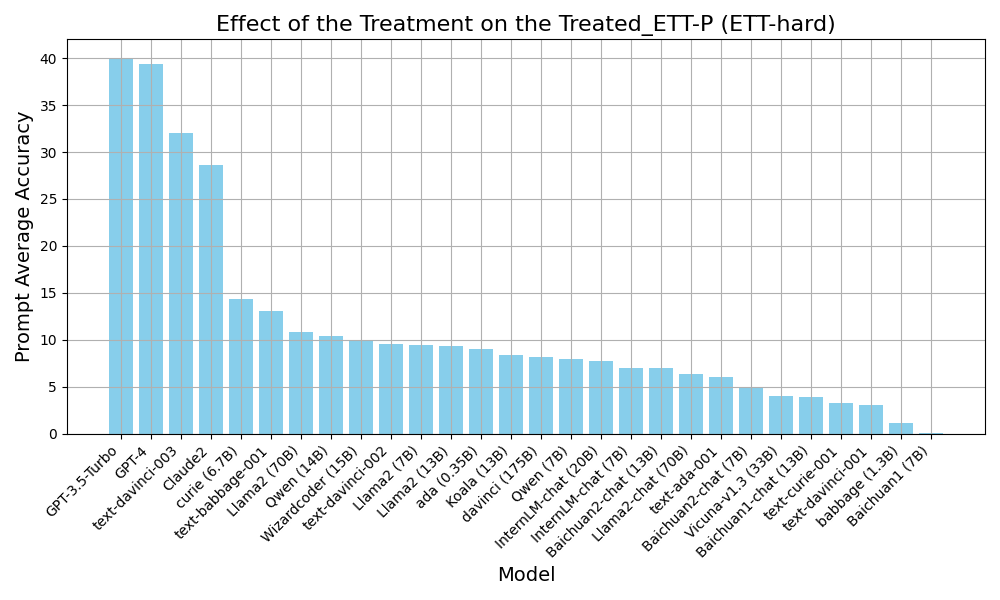 Effect of the Treatment on the Treated_ETT-P (ETT-hard)
Prompt Average Accuracy
40
35
30
25
20
15
10
5
0
GPT-3.5-Turbo
GPT-4
text-davinci-003
Claude2
curie (6.7B)
text-babbage-001
Llama2 (70B)
Qwen (14B)
Wizardcoder (15B)
text-davinci-002
Llama2 (7B)
Llama2 (13B)
ada (0.35B)
Koala (13B)
davinci (175B)
Qwen (7B)
InternLM-chat (20B)
InternLM-chat (7B)
Baichuan2-chat (13B)
Llama2-chat (70B)
text-ada-001
Baichuan2-chat (7B)
Vicuna-v1.3 (33B)
Baichuan1-chat (13B)
text-curie-001
text-davinci-001
babbage (1.3B)
Baichuan1 (7B)
Model